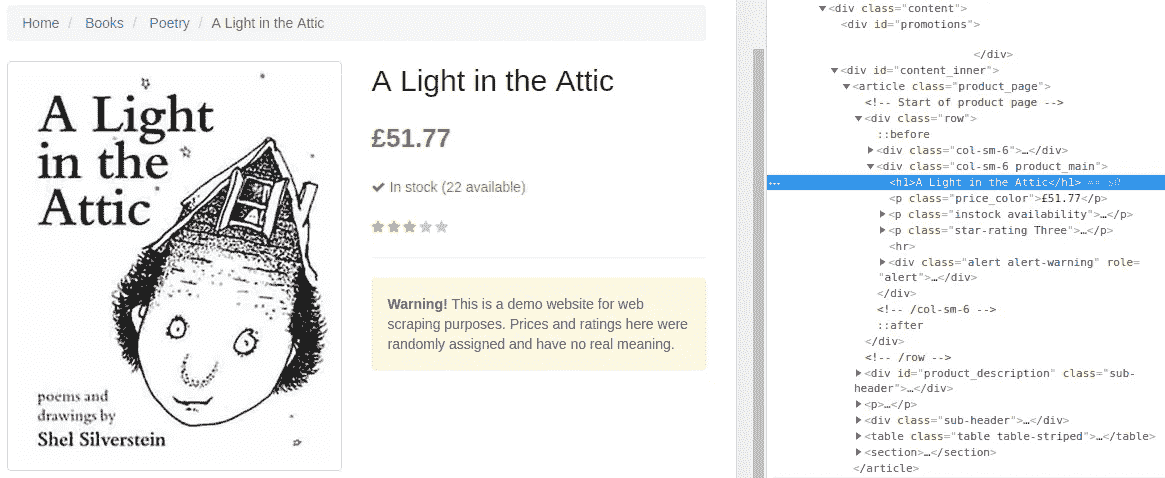 Home / Books / Poetry / A Light in the Attic
A Light
in the
Attic
poems and
drawings by
Shel Silverstein
A Light in the Attic
£51.77
In stock (22 available)
Warning! This is a demo website for web
scraping purposes. Prices and ratings here were
randomly assigned and have no real meaning.
<div class="content">
<div id="promotions">
</div>
<div id="content_inner">
<article class="product_page">
<!-- Start of product page -->
<div class="row">
::before
<div class="col-sm-6">…</div>
<div class="col-sm-6 product_main">
<h1>A Light in the Attic</h1>
<p class="price_color">£51.77</p>
<p class="instock availability">…</p>
<p class="star-rating Three">…</p>
<hr>
<div class="alert alert-warning" role=
"alert">…</div>
</div>
<!-- /col-sm-6 -->
::after
</div>
<!-- /row -->
<div id="product_description" class="sub-
header">…</div>
<p>…</p>
<div class="sub-header">…</div>
<table class="table table-striped">…</table>
<section>…</section>
</article>